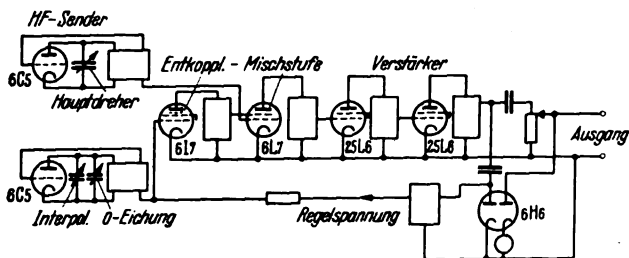 HF-Sender
6C5
Hauptdreher
Entkoppl.-Mischstufe
Verstärker
6L7
6L7
25L6
25L6
Ausgang
6C5
Interpol. 0-Eichung
Regelspannung
6H6